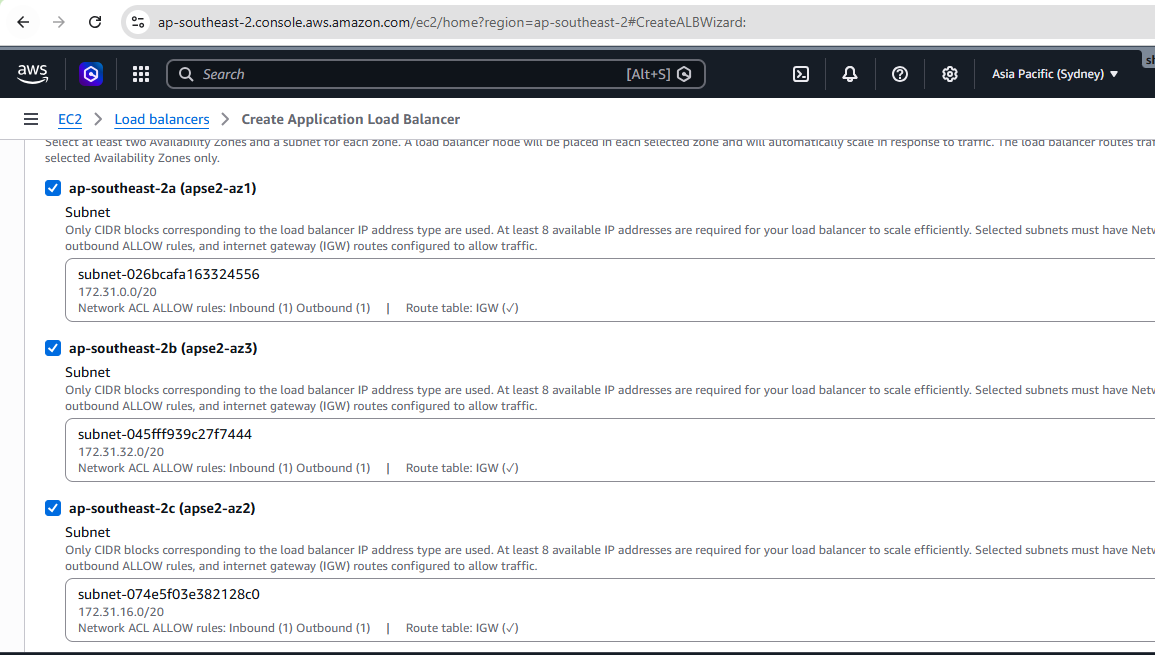 ap-southeast-2.console.aws.amazon.com/ec2/home?region=ap-southeast-2#CreateALBWizard:
aws
Search [Alt+S] Asia Pacific (Sydney)
EC2 > Load balancers > Create Application Load Balancer
Select at least two Availability Zones and a subnet for each zone. A load balancer node will be placed in each selected zone and will automatically scale in response to traffic. The load balancer routes
selected Availability Zones only.
ap-southeast-2a (apse2-az1)
Subnet
Only CIDR blocks corresponding to the load balancer IP address type are used. At least 8 available IP addresses are required for your load balancer to scale efficiently. Selected subnets must have
outbound ALLOW rules, and internet gateway (IGW) routes configured to allow traffic.
subnet-026bcafa163324556
172.31.0.0/20
Network ACL ALLOW rules: Inbound (1) Outbound (1) | Route table: IGW (✓)
ap-southeast-2b (apse2-az3)
Subnet
Only CIDR blocks corresponding to the load balancer IP address type are used. At least 8 available IP addresses are required for your load balancer to scale efficiently. Selected subnets must have
outbound ALLOW rules, and internet gateway (IGW) routes configured to allow traffic.
subnet-045fff939c27f7444
172.31.32.0/20
Network ACL ALLOW rules: Inbound (1) Outbound (1) | Route table: IGW (✓)
ap-southeast-2c (apse2-az2)
Subnet
Only CIDR blocks corresponding to the load balancer IP address type are used. At least 8 available IP addresses are required for your load balancer to scale efficiently. Selected subnets must have
outbound ALLOW rules, and internet gateway (IGW) routes configured to allow traffic.
subnet-074e5f03e382128c0
172.31.16.0/20
Network ACL ALLOW rules: Inbound (1) Outbound (1) | Route table: IGW (✓)